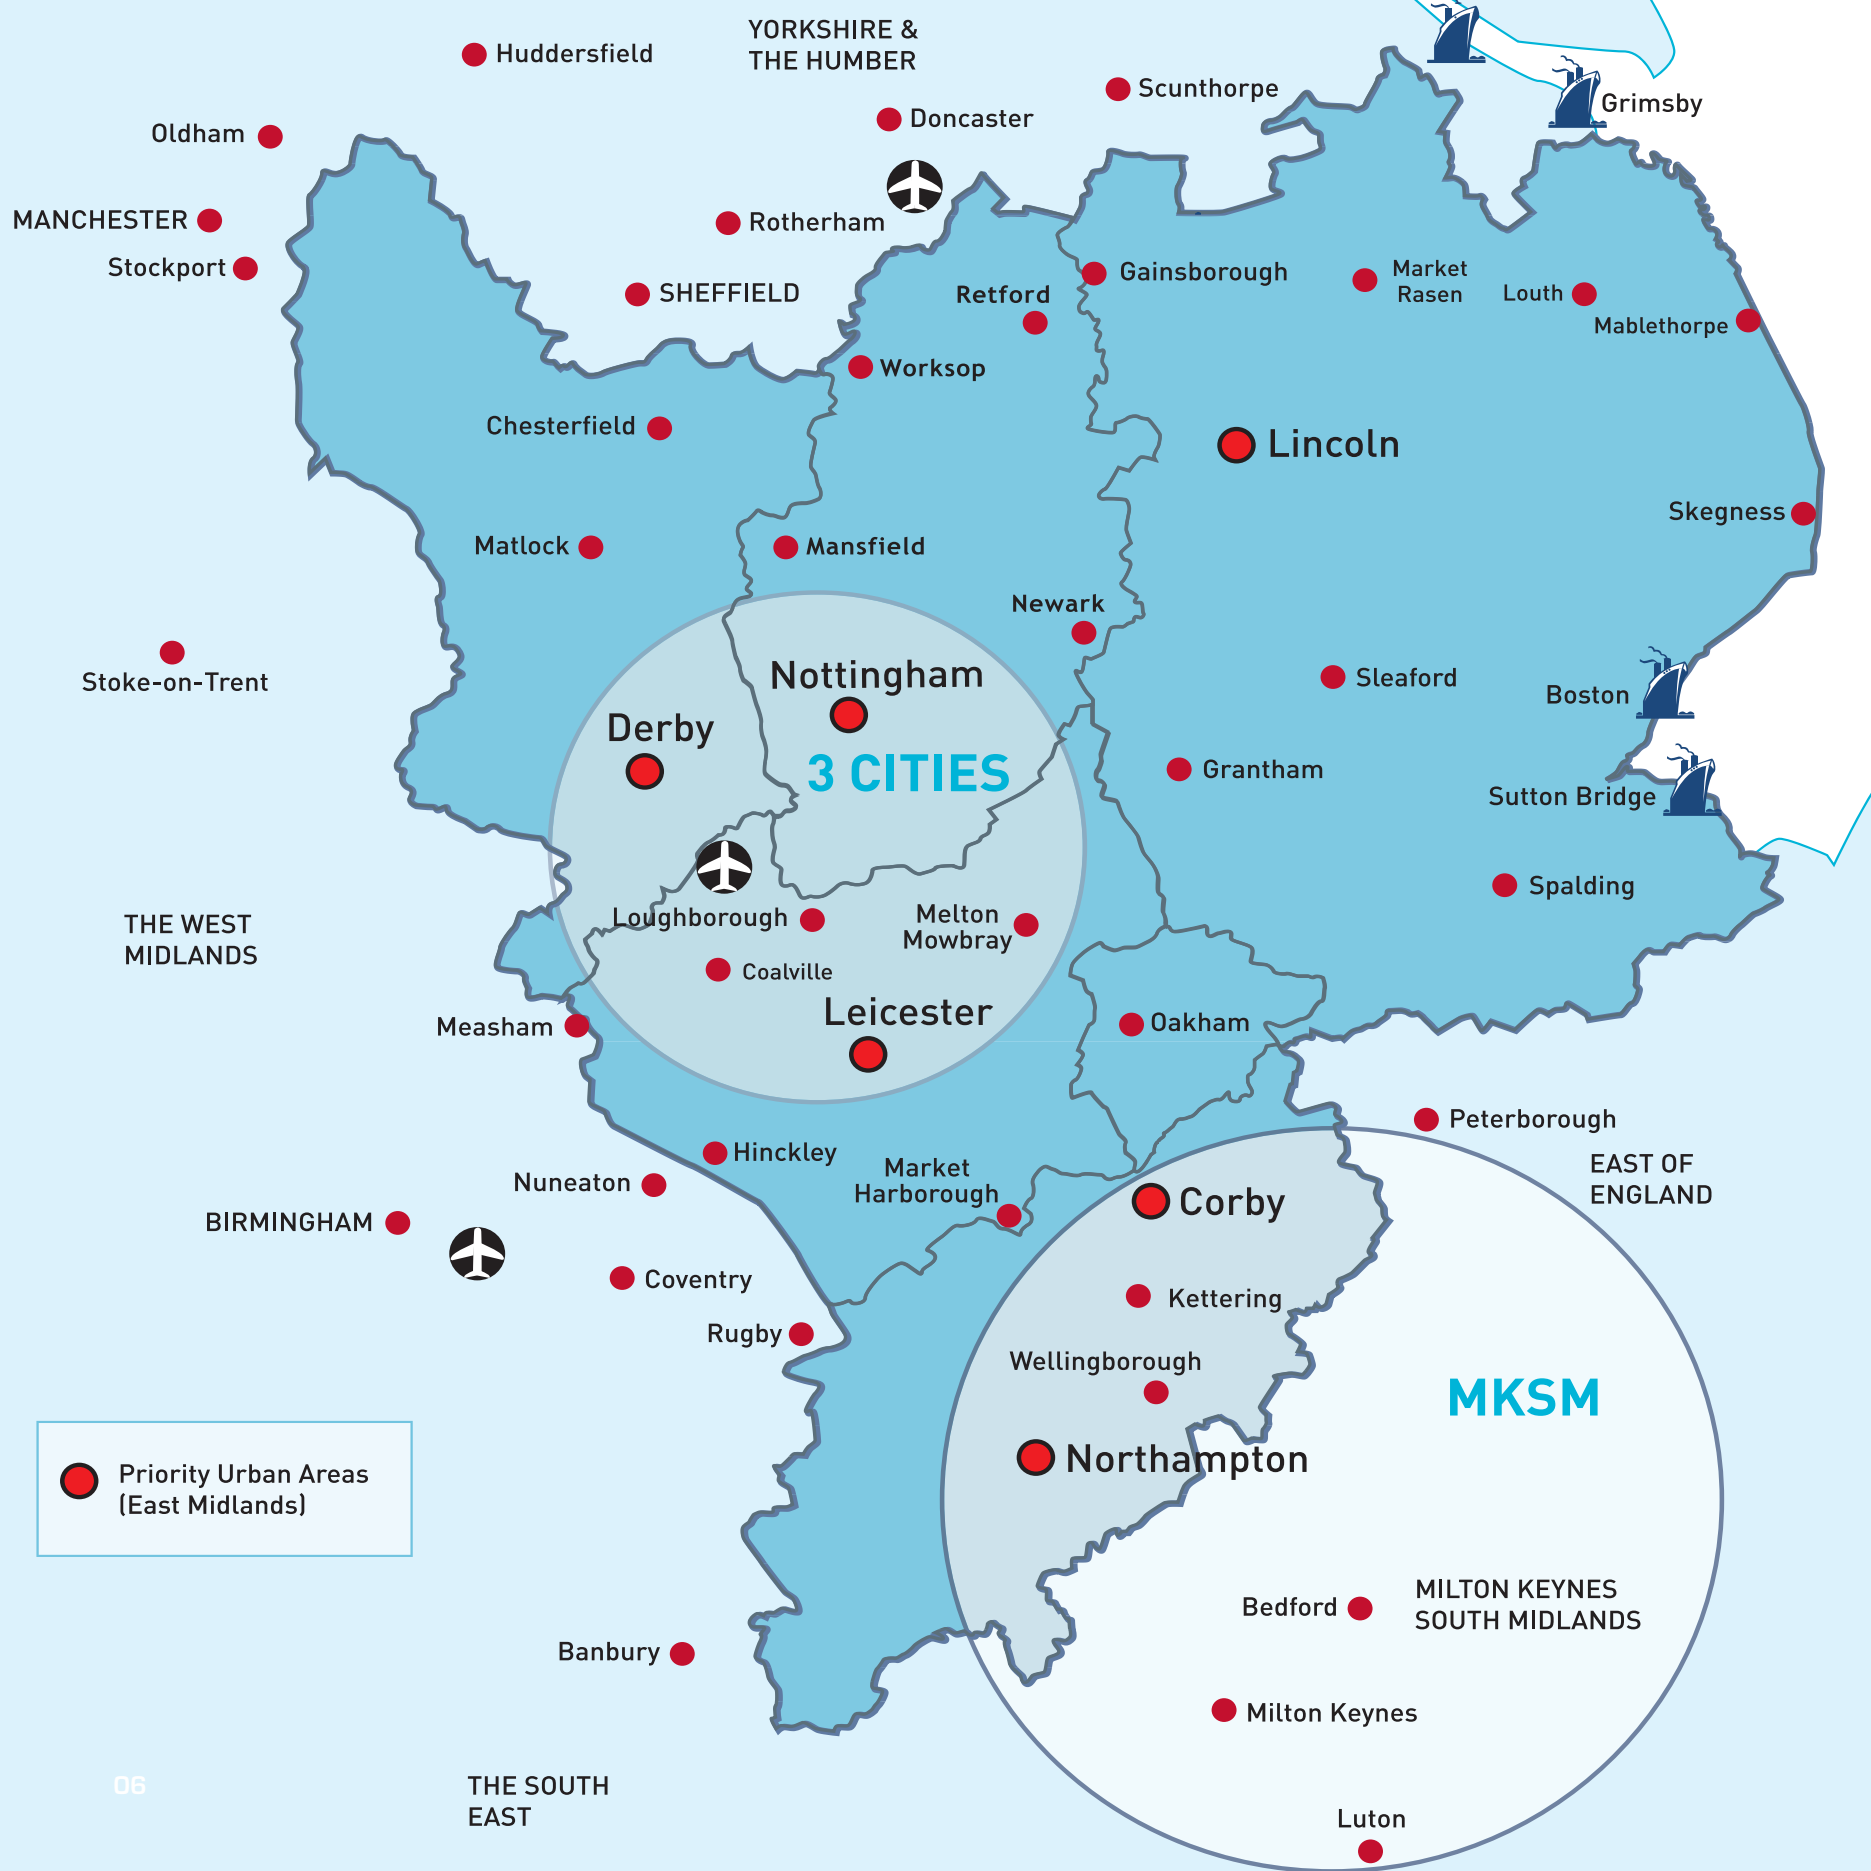 YORKSHIRE &
THE HUMBER
Huddersfield
Scunthorpe
Grimsby
Doncaster
Oldham
MANCHESTER
Rotherham
Stockport
SHEFFIELD
Gainsborough
Market
Rasen
Retford
Louth
Mablethorpe
Worksop
Chesterfield
Lincoln
Skegness
Matlock
Mansfield
Newark
Stoke-on-Trent
Nottingham
Sleaford
Boston
Derby
3 CITIES
Grantham
Sutton Bridge
Spalding
THE WEST
MIDLANDS
Loughborough
Melton
Mowbray
Coalville
Leicester
Measham
Oakham
Peterborough
Hinckley
EAST OF
ENGLAND
Nuneaton
Market
Harborough
Corby
BIRMINGHAM
Coventry
Kettering
Rugby
Wellingborough
MKSM
Northampton
Priority Urban Areas
(East Midlands)
Bedford
MILTON KEYNES
SOUTH MIDLANDS
Banbury
Milton Keynes
06
THE SOUTH
EAST
Luton